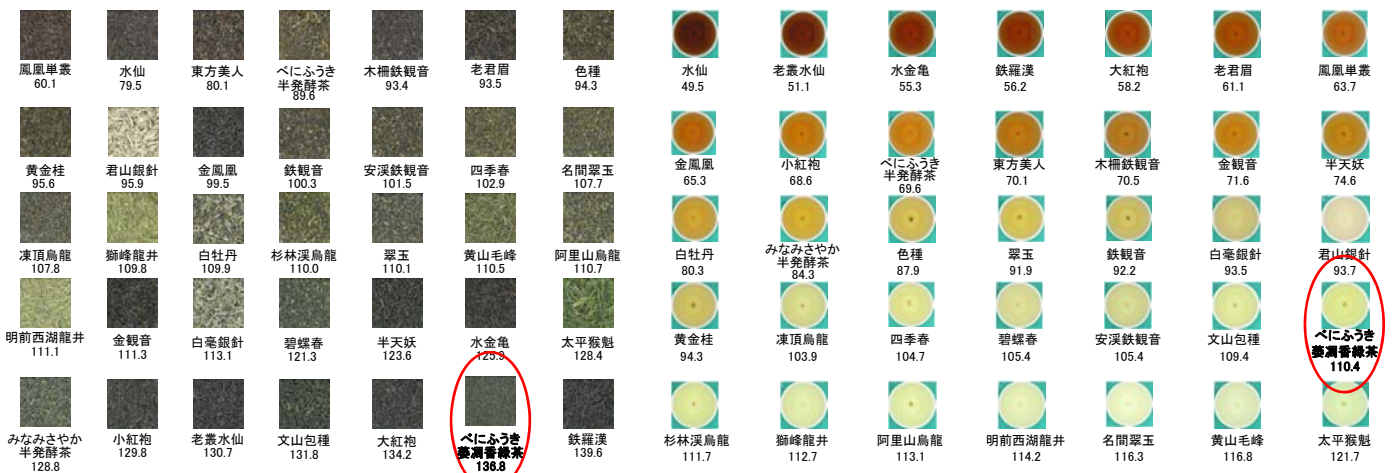 鳳凰単叢
60.1
水仙
79.5
東方美人
80.1
べにふうき
半発酵茶
89.6
木柵鉄観音
93.4
老君眉
93.5
色種
94.3
黄金桂
95.6
君山銀針
95.9
金鳳凰
99.5
鉄観音
100.3
安渓鉄観音
101.5
四季春
102.9
名間翠玉
107.7
凍頂烏龍
107.8
獅峰龍井
109.8
白牡丹
109.9
杉林渓烏龍
110.0
翠玉
110.1
黄山毛峰
110.5
阿里山烏龍
110.7
明前西湖龍井
111.1
金観音
111.3
白毫銀針
113.1
碧螺春
121.3
半天妖
123.6
水金亀
125.9
太平猴魁
128.4
みなみさやか
半発酵茶
128.8
小紅袍
129.8
老叢水仙
130.7
文山包種
131.8
大紅袍
134.2
べにふうき
萎凋香緑茶
136.8
鉄羅漢
139.6
水仙
49.5
老叢水仙
51.1
水金亀
55.3
鉄羅漢
56.2
大紅袍
58.2
老君眉
61.1
鳳凰単叢
63.7
金鳳凰
65.3
小紅袍
68.6
べにふうき
半発酵茶
69.6
東方美人
70.1
木柵鉄観音
70.5
金観音
71.6
半天妖
74.6
白牡丹
80.3
みなみさやか
半発酵茶
84.3
色種
87.9
翠玉
91.9
鉄観音
92.2
白毫銀針
93.5
君山銀針
93.7
黄金桂
94.3
凍頂烏龍
103.9
四季春
104.7
碧螺春
105.4
安渓鉄観音
105.4
文山包種
109.4
べにふうき
萎凋香緑茶
110.4
杉林渓烏龍
111.7
獅峰龍井
112.7
阿里山烏龍
113.1
明前西湖龍井
114.2
名間翠玉
116.3
黄山毛峰
116.8
太平猴魁
121.7